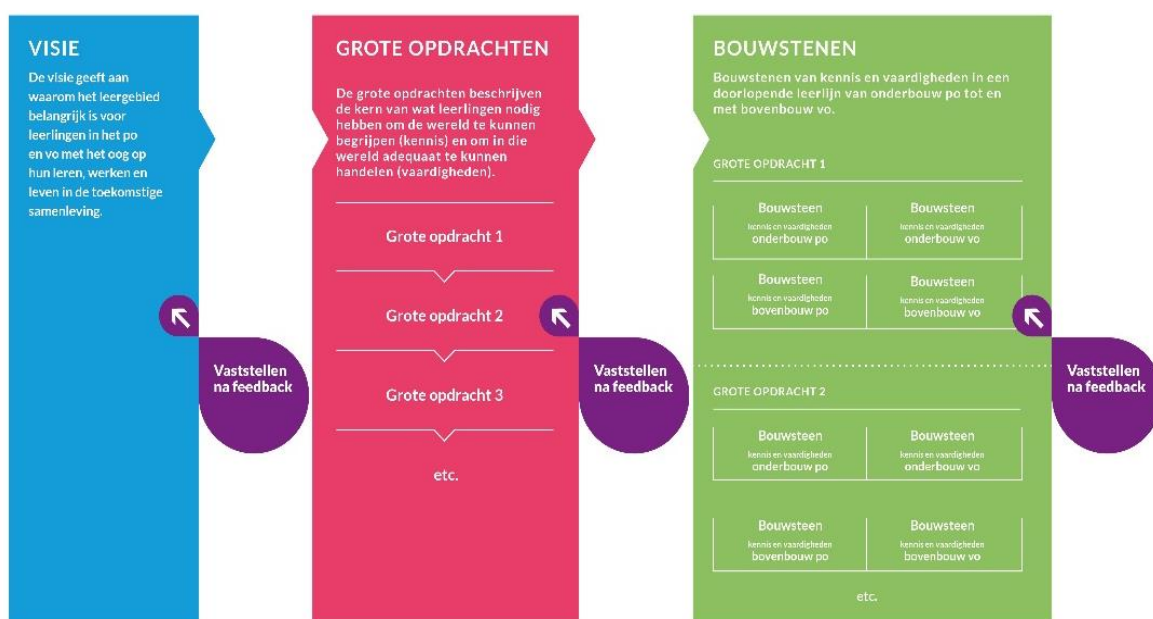 VISIE
De visie geeft aan
waarom het leergebied
belangrijk is voor
leerlingen in het po
en vo met het oog op
hun leren, werken en
leven in de toekomstige
samenleving.
Vaststellen
na feedback
GROTE OPDRACHTEN
De grote opdrachten beschrijven
de kern van wat leerlingen nodig
hebben om de wereld te kunnen
begrijpen (kennis) en om in die
wereld adequaat te kunnen
handelen (vaardigheden).
Grote opdracht 1
Grote opdracht 2
Grote opdracht 3
etc.
Vaststellen
na feedback
BOUWSTENEN
Bouwstenen van kennis en vaardigheden in een
doorlopende leerlijn van onderbouw po tot en
met bovenbouw vo.
GROTE OPDRACHT 1
Bouwsteen
kennis en vaardigheden
onderbouw po
Bouwsteen
kennis en vaardigheden
onderbouw vo
Bouwsteen
kennis en vaardigheden
bovenbouw po
Bouwsteen
kennis en vaardigheden
bovenbouw vo
GROTE OPDRACHT 2
Bouwsteen
kennis en vaardigheden
onderbouw po
Bouwsteen
kennis en vaardigheden
onderbouw vo
Bouwsteen
kennis en vaardigheden
bovenbouw po
Bouwsteen
kennis en vaardigheden
bovenbouw vo
etc.
Vaststellen
na feedback